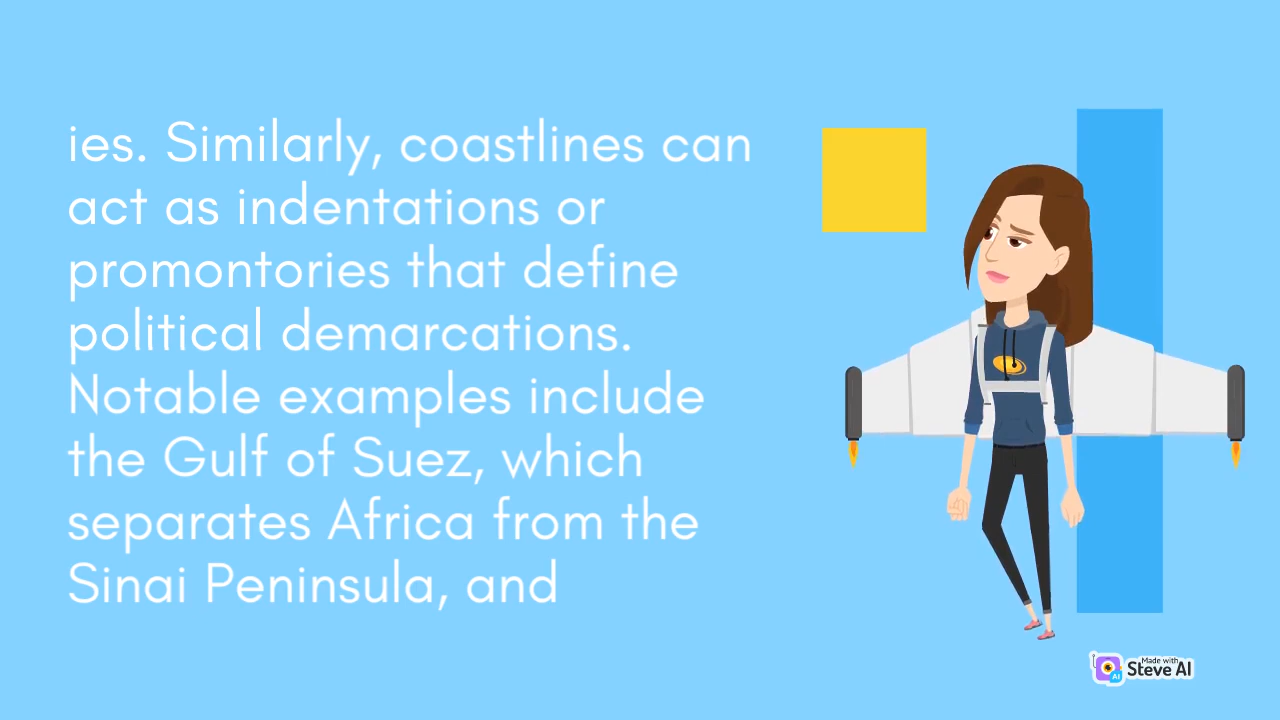 ies. Similarly, coastlines can
act as indentations or
promontories that define
political demarcations.
Notable examples include
the Gulf of Suez, which
separates Africa from the
Sinai Peninsula, and
Made with
Steve AI
AI